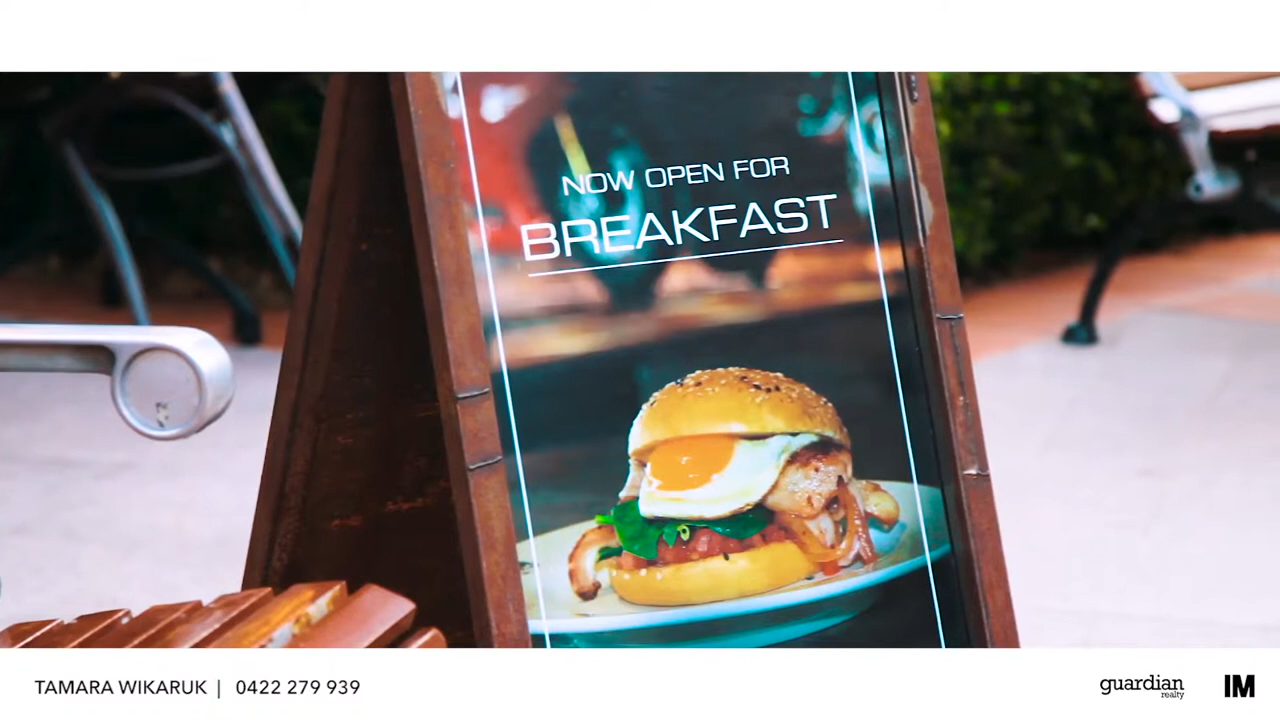 NOW OPEN FOR
BREAKFAST
TAMARA WIKARUK | 0422 279 939
guardian
realty
IM